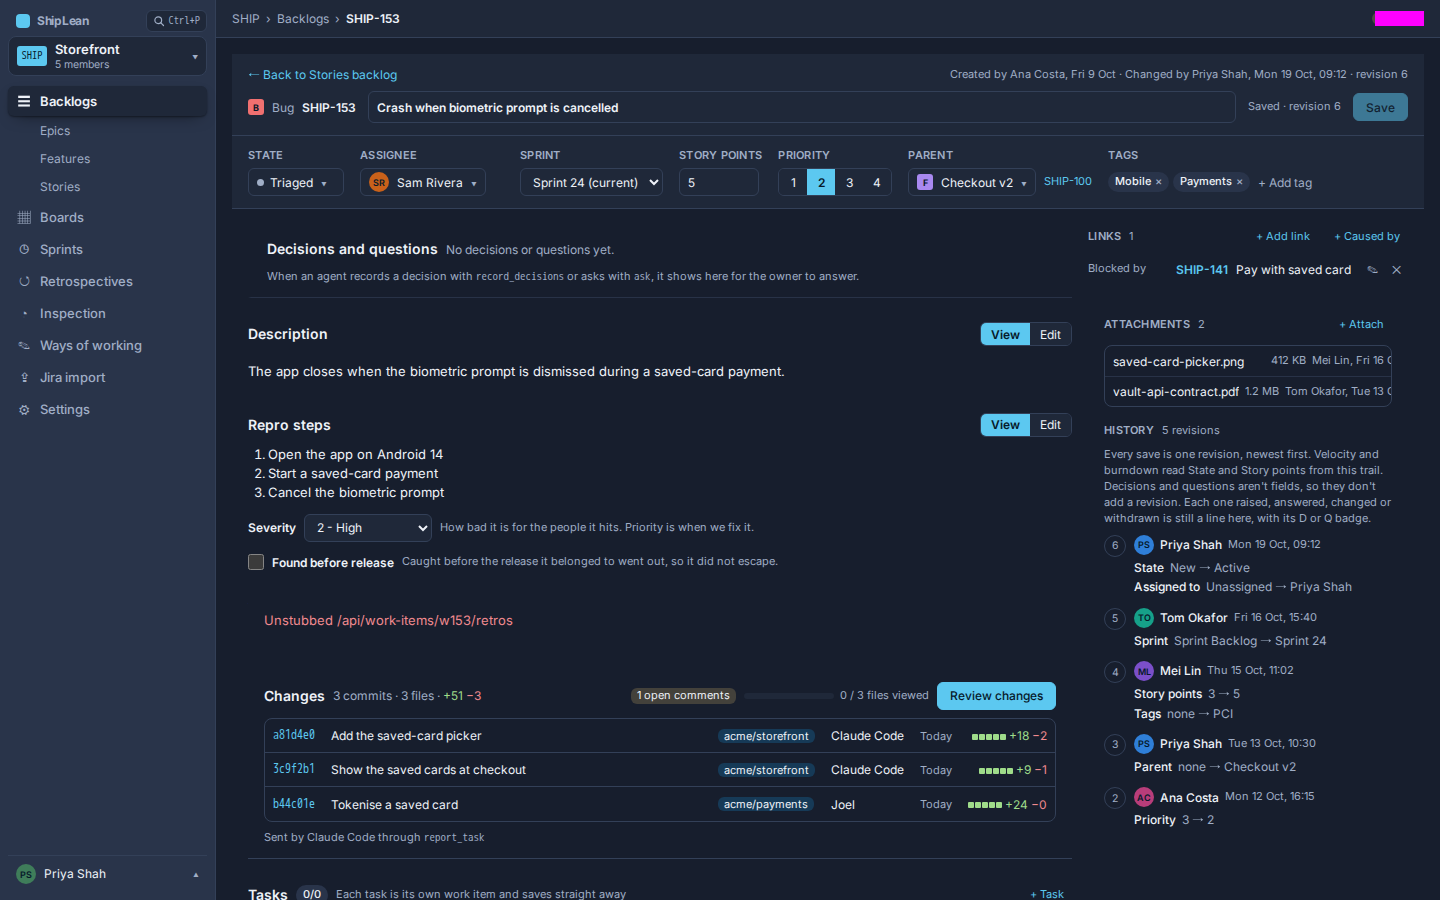 ShipLean
Ctrl+P
SHIP Storefront
5 members
Backlogs
Epics
Features
Stories
Boards
Sprints
Retrospectives
Inspection
Ways of working
Jira import
Settings
PS Priya Shah
SHIP › Backlogs › SHIP-153
← Back to Stories backlog
Created by Ana Costa, Fri 9 Oct · Changed by Priya Shah, Mon 19 Oct, 09:12 · revision 6
B Bug SHIP-153 Crash when biometric prompt is cancelled Saved · revision 6 Save
STATE ASSIGNEE SPRINT STORY POINTS PRIORITY PARENT TAGS
Triaged SR Sam Rivera Sprint 24 (current) 5 1 2 3 4 F Checkout v2 SHIP-100 Mobile × Payments × + Add tag
Decisions and questions No decisions or questions yet.
When an agent records a decision with record_decisions or asks with ask, it shows here for the owner to answer.
Description View Edit
The app closes when the biometric prompt is dismissed during a saved-card payment.
Repro steps View Edit
1. Open the app on Android 14
2. Start a saved-card payment
3. Cancel the biometric prompt
Severity 2 - High How bad it is for the people it hits. Priority is when we fix it.
Found before release Caught before the release it belonged to went out, so it did not escape.
Unstubbed /api/work-items/w153/retros
Changes 3 commits · 3 files · +51 −3 1 open comments 0 / 3 files viewed Review changes
a81d4e0 Add the saved-card picker acme/storefront Claude Code Today +18 −2
3c9f2b1 Show the saved cards at checkout acme/storefront Claude Code Today +9 −1
b44c01e Tokenise a saved card acme/payments Joel Today +24 −0
Sent by Claude Code through report_task
Tasks 0/0 Each task is its own work item and saves straight away + Task
LINKS 1 + Add link + Caused by
Blocked by SHIP-141 Pay with saved card
ATTACHMENTS 2 + Attach
saved-card-picker.png 412 KB Mei Lin, Fri 16
vault-api-contract.pdf 1.2 MB Tom Okafor, Tue 13
HISTORY 5 revisions
Every save is one revision, newest first. Velocity and
burndown read State and Story points from this trail.
Decisions and questions aren't fields, so they don't
add a revision. Each one raised, answered, changed or
withdrawn is still a line here, with its D or Q badge.
6 PS Priya Shah Mon 19 Oct, 09:12
State New → Active
Assigned to Unassigned → Priya Shah
5 TO Tom Okafor Fri 16 Oct, 15:40
Sprint Sprint Backlog → Sprint 24
4 ML Mei Lin Thu 15 Oct, 11:02
Story points 3 → 5
Tags none → PCI
3 PS Priya Shah Tue 13 Oct, 10:30
Parent none → Checkout v2
2 AC Ana Costa Mon 12 Oct, 16:15
Priority 3 → 2